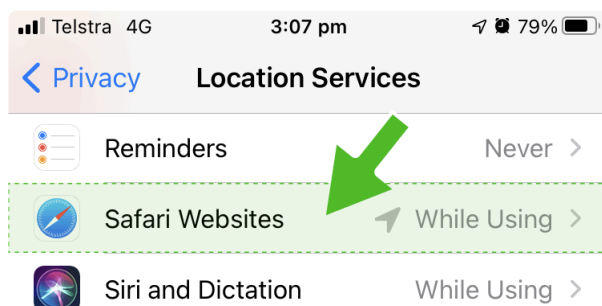 Telstra 4G 3:07 pm 79%
Privacy Location Services
Reminders Never
Safari Websites While Using
Siri and Dictation While Using